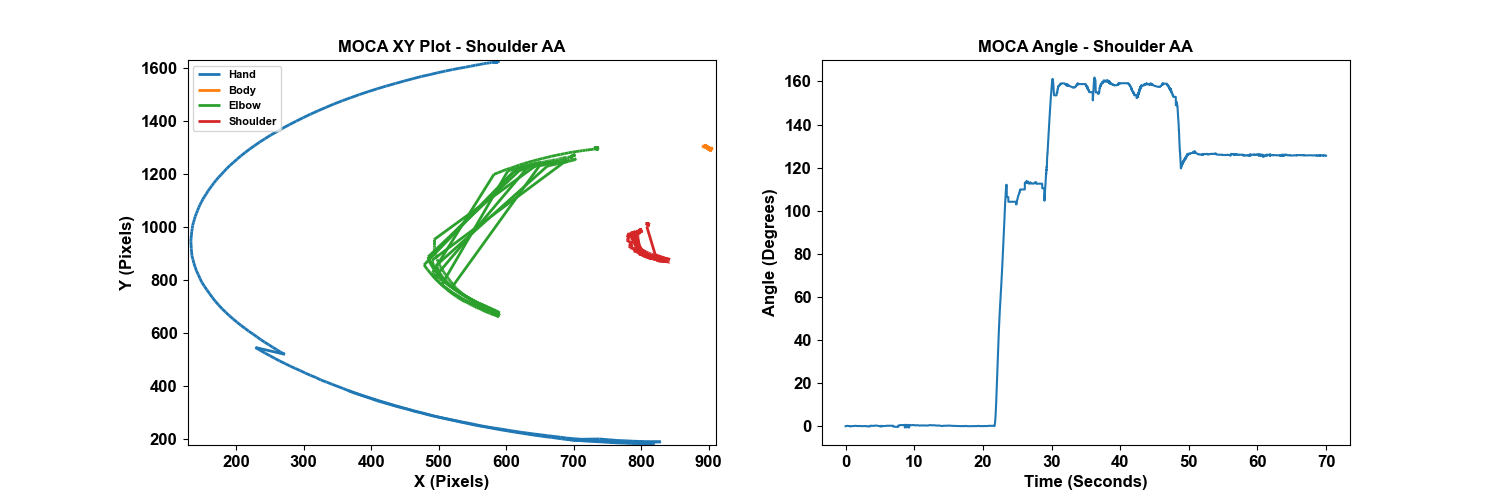 MOCA XY Plot - Shoulder AA
Hand
Body
Elbow
Shoulder
1600
1400
1200
1000
800
600
400
200
Y (Pixels)
200 300 400 500 600 700 800 900
X (Pixels)
MOCA Angle - Shoulder AA
160
140
120
100
80
60
40
20
0
Angle (Degrees)
0 10 20 30 40 50 60 70
Time (Seconds)